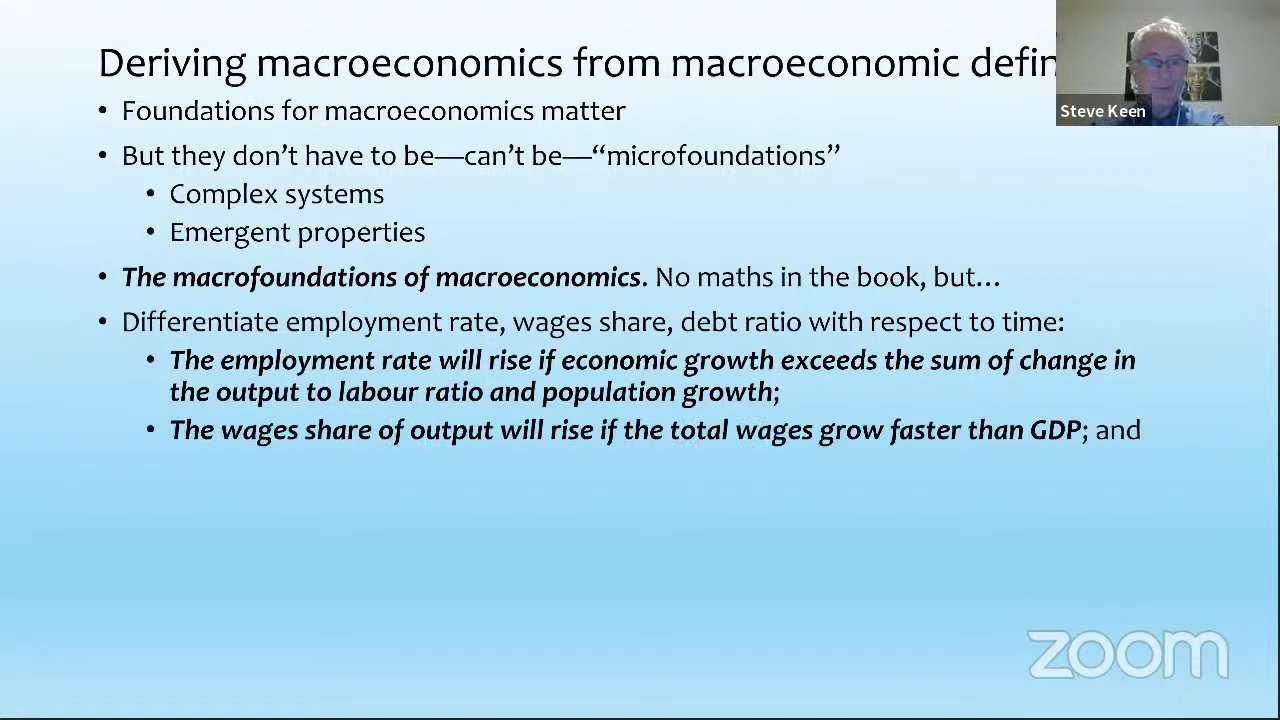 Deriving macroeconomics from macroeconomic defin
Steve Keen
• Foundations for macroeconomics matter
• But they don’t have to be—can’t be—“microfoundations”
• Complex systems
• Emergent properties
• The macrofoundations of macroeconomics. No maths in the book, but…
• Differentiate employment rate, wages share, debt ratio with respect to time:
• The employment rate will rise if economic growth exceeds the sum of change in
the output to labour ratio and population growth;
• The wages share of output will rise if the total wages grow faster than GDP; and
zoom